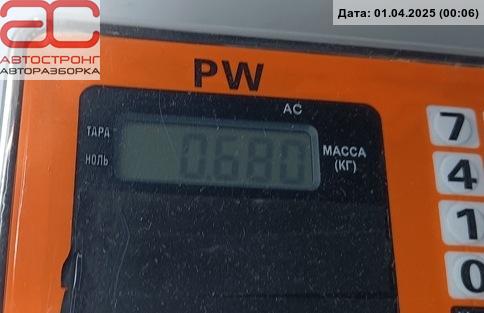 Дата: 01.04.2025 (00:06)
АВТОСТРОНГ
АВТОРАЗБОРКА
PW
AC
ТАРА
НОЛЬ
0.680
МАССА
(КГ)
7
4
1
0